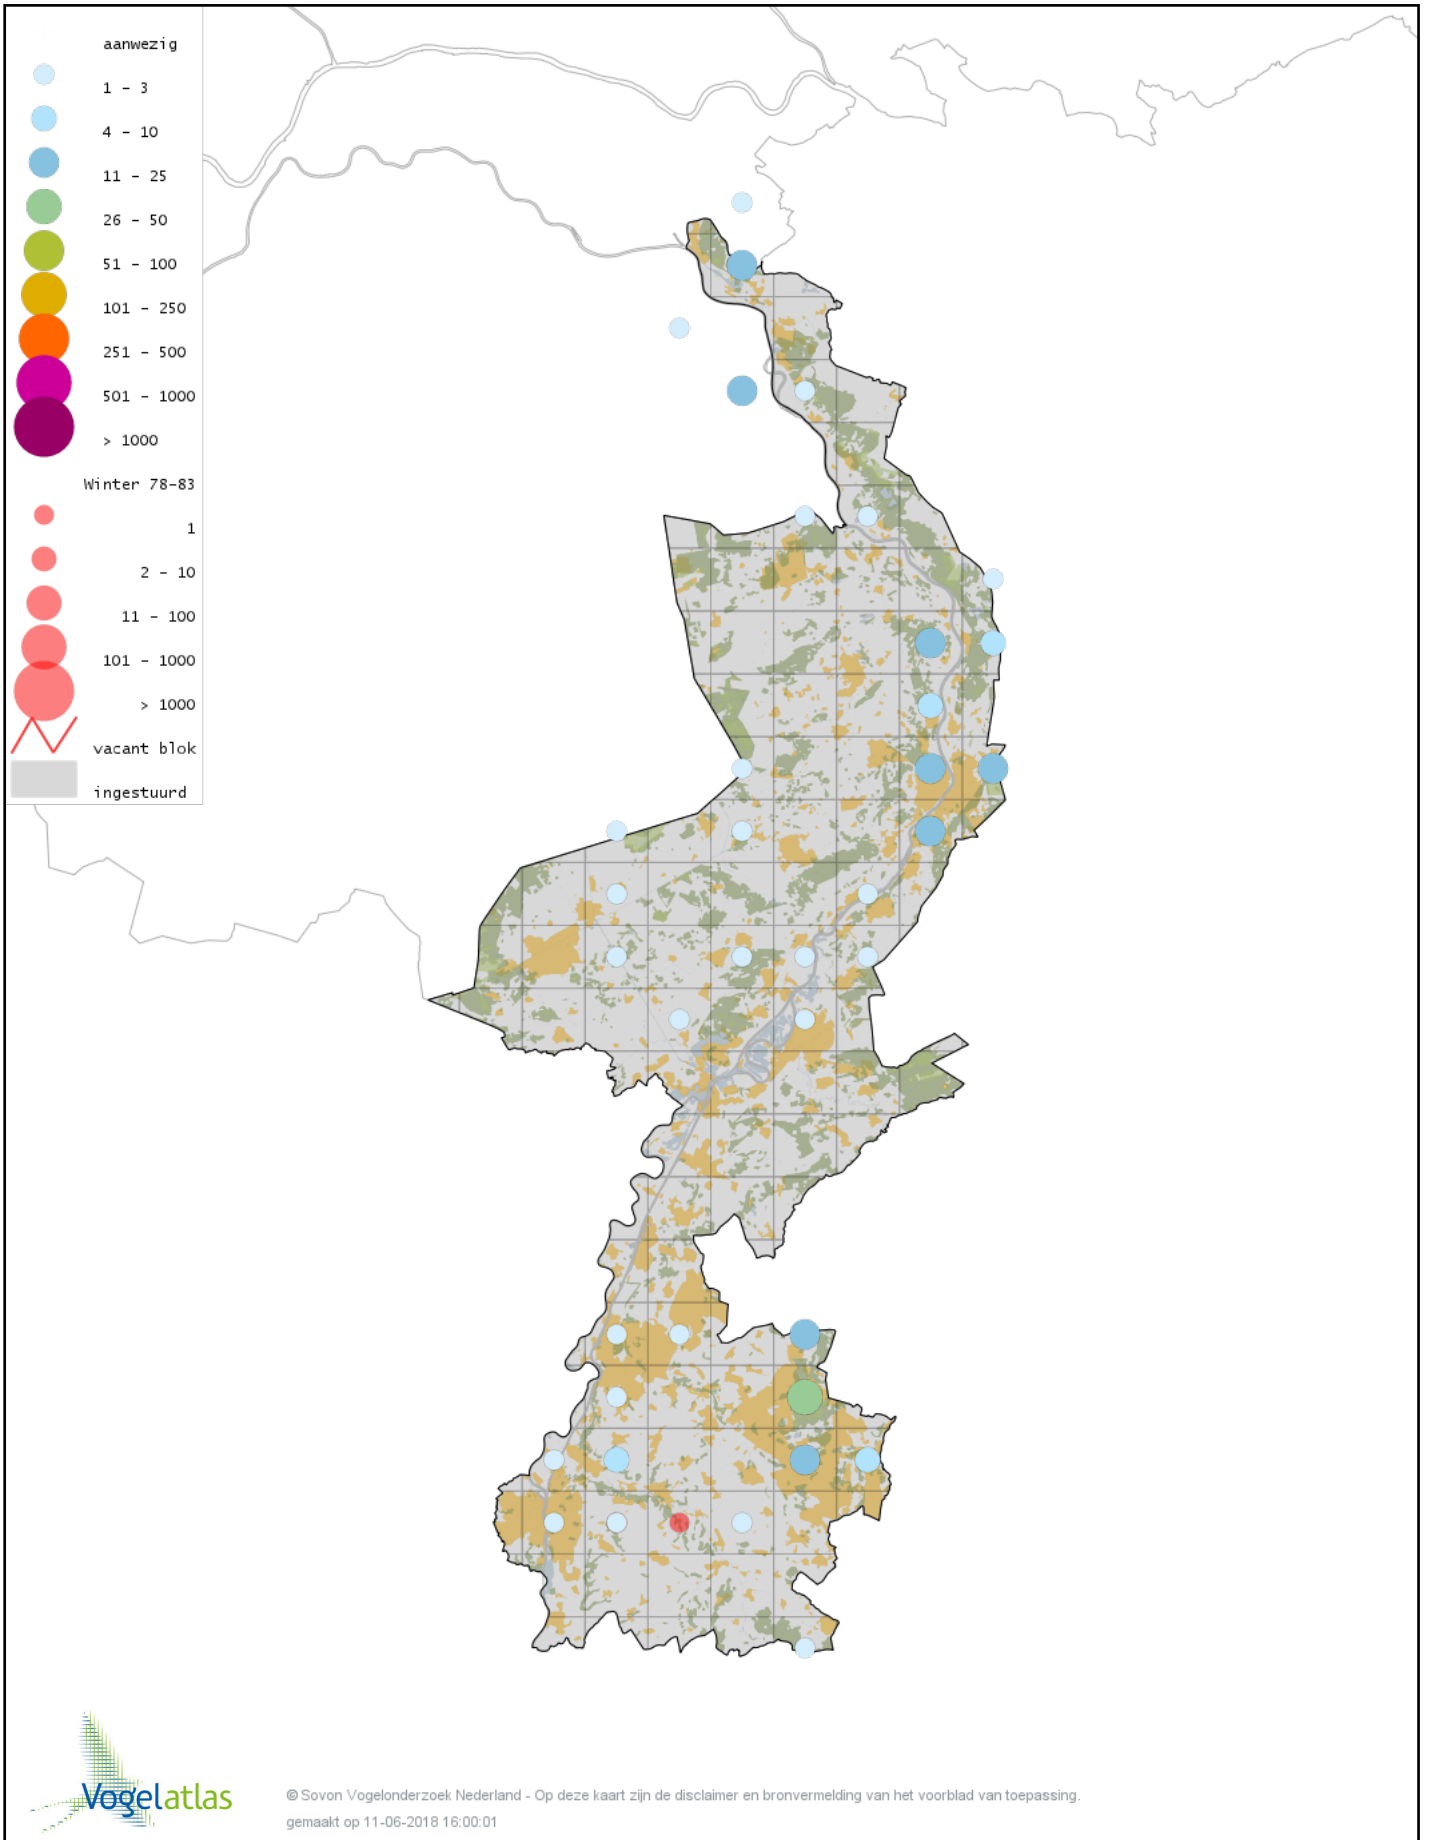 aanwezig
1 - 3
4 - 10
11 - 25
26 - 50
51 - 100
101 - 250
251 - 500
501 - 1000
> 1000
Winter 78-83
1
2 - 10
11 - 100
101 - 1000
> 1000
vacant blok
ingestuurd
Vogelatlas
© Sovon Vogelonderzoek Nederland - Op deze kaart zijn de disclaimer en bronvermelding van het voorblad van toepassing.
gemaakt op 11-06-2018 16:00:01